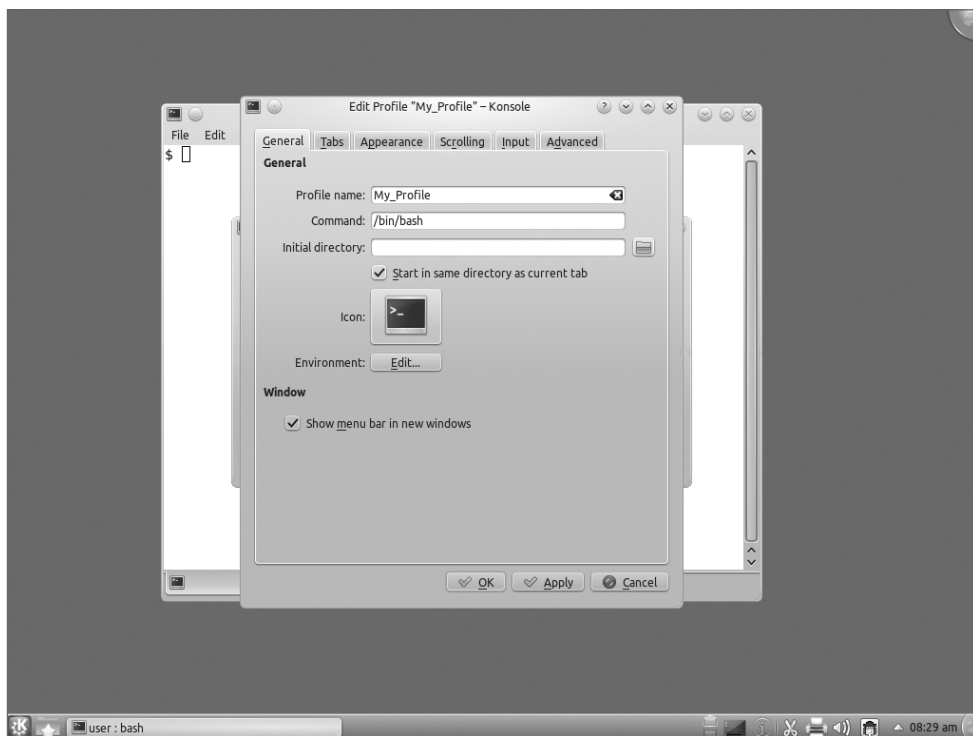 Edit Profile "My_Profile" – Konsole
File Edit
$
General Tabs Appearance Scrolling Input Advanced
General
Profile name: My_Profile
Command: /bin/bash
Initial directory:
Start in same directory as current tab
Icon: >_
Environment: Edit...
Window
Show menu bar in new windows
OK Apply Cancel
user : bash
08:29 am